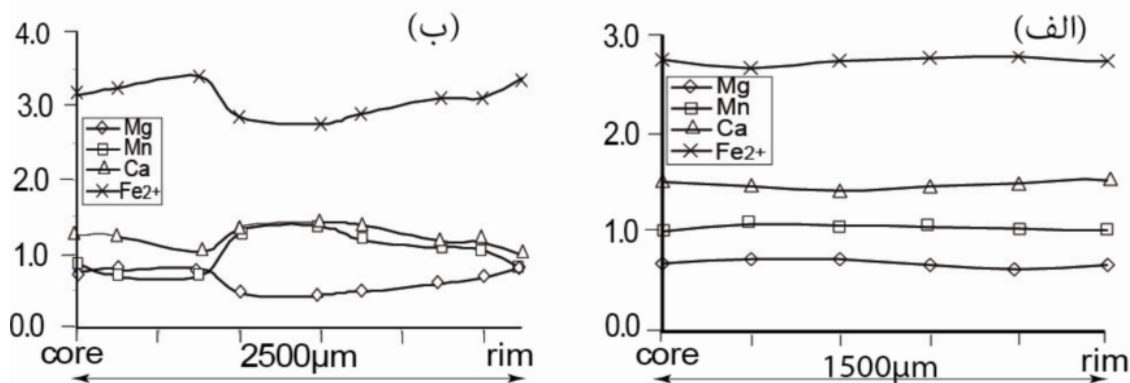 (ب)
4.0
3.0
2.0
1.0
0.0
Mg
Mn
Ca
Fe2+
core
2500µm
rim
(الف)
3.0
2.0
1.0
0.0
Mg
Mn
Ca
Fe2+
core
1500µm
rim